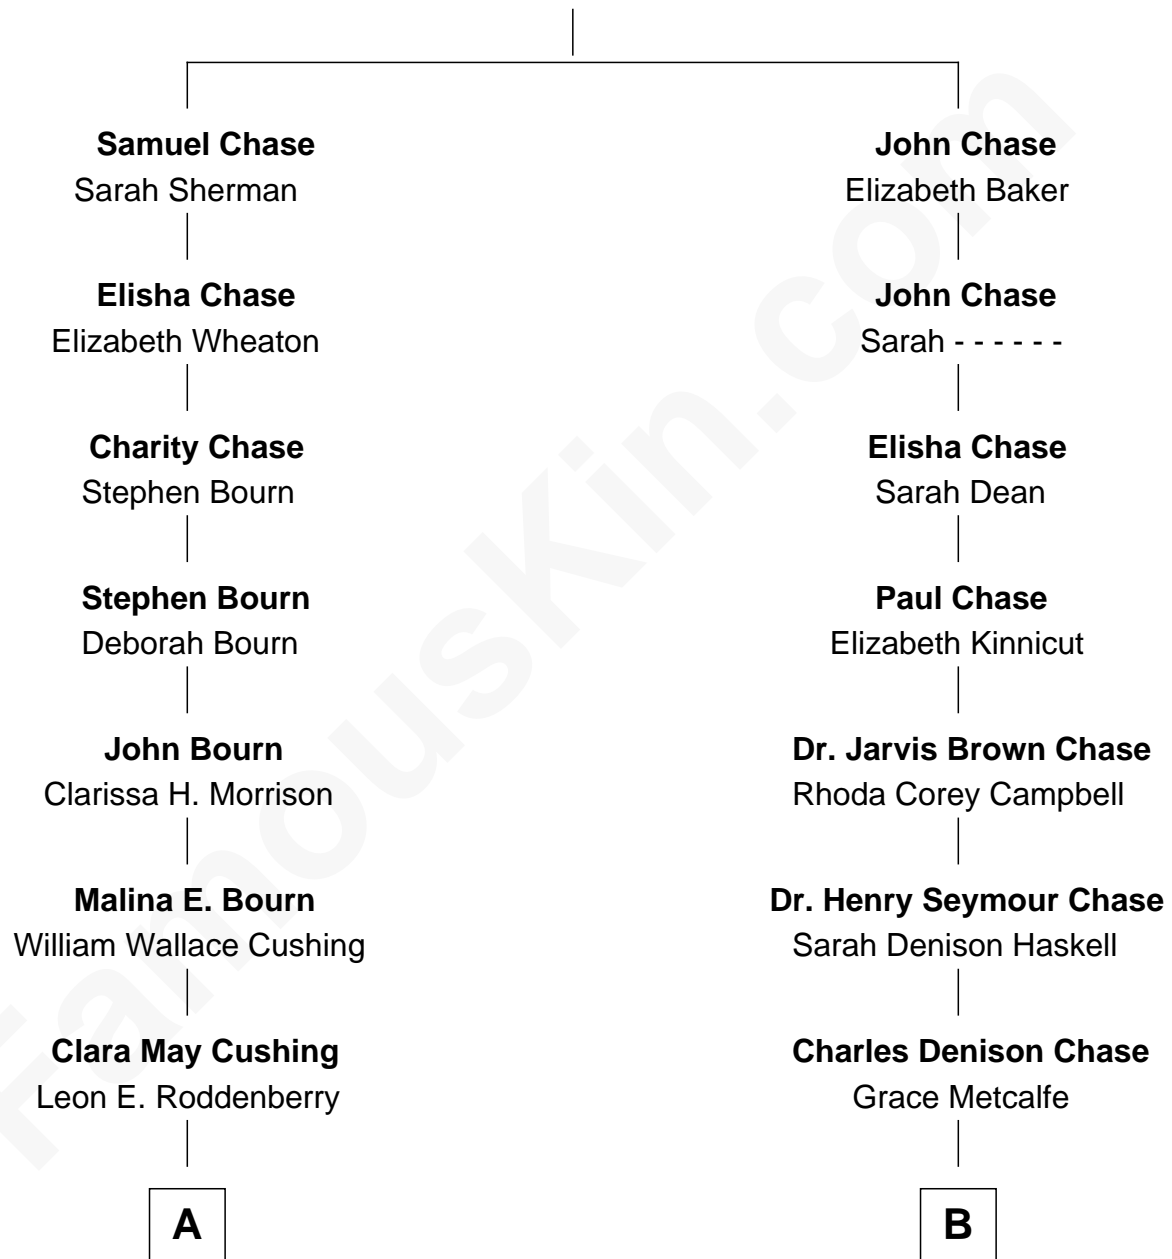 Samuel Chase
Sarah Sherman
John Chase
Elizabeth Baker
Elisha Chase
Elizabeth Wheaton
John Chase
Sarah - - - - - -
Charity Chase
Stephen Bourn
Elisha Chase
Sarah Dean
Stephen Bourn
Deborah Bourn
Paul Chase
Elizabeth Kinnicut
John Bourn
Clarissa H. Morrison
Dr. Jarvis Brown Chase
Rhoda Corey Campbell
Malina E. Bourn
William Wallace Cushing
Dr. Henry Seymour Chase
Sarah Denison Haskell
Clara May Cushing
Leon E. Roddenberry
Charles Denison Chase
Grace Metcalfe
A
B
FamousKin.com